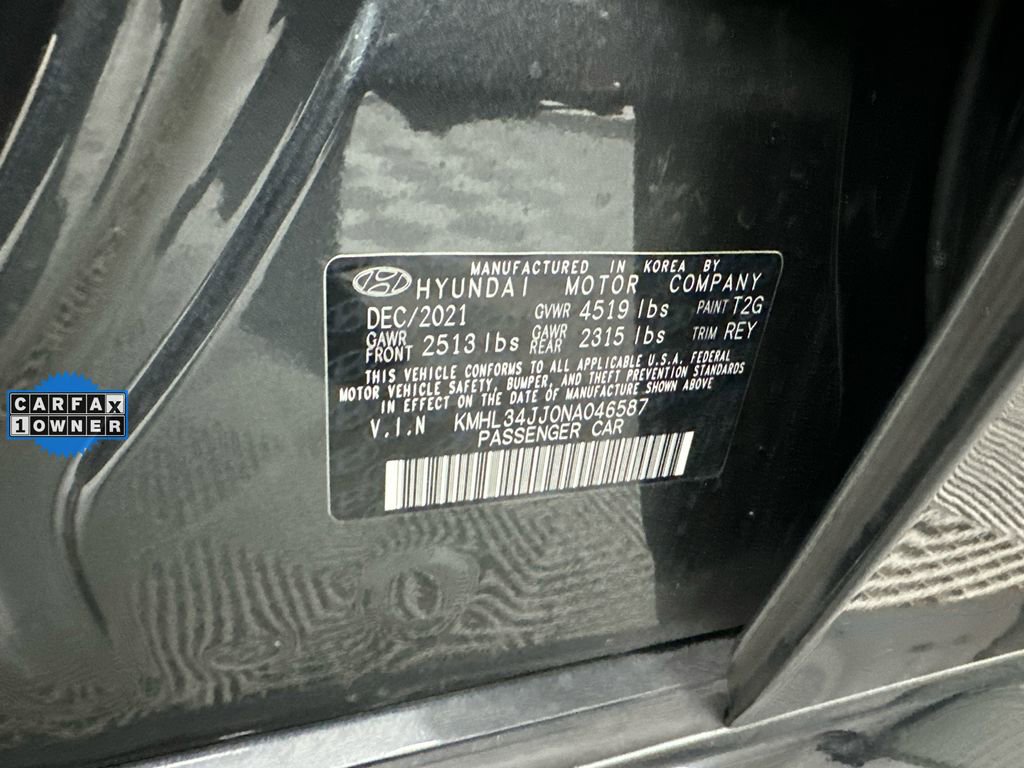 MANUFACTURED IN KOREA BY
HYUNDAI MOTOR COMPANY
DEC/2021 GVWR 4519 lbs PAINT T2G
GAWR FRONT 2513 lbs GAWR REAR 2315 lbs TRIM REY
THIS VEHICLE CONFORMS TO ALL APPLICABLE U.S.A. FEDERAL
MOTOR VEHICLE SAFETY, BUMPER, AND THEFT PREVENTION STANDARDS
IN EFFECT ON THE DATE OF MANUFACTURE SHOWN ABOVE
V.I.N KMHL34JJ0NA046587
PASSENGER CAR
CARFAX
1 OWNER